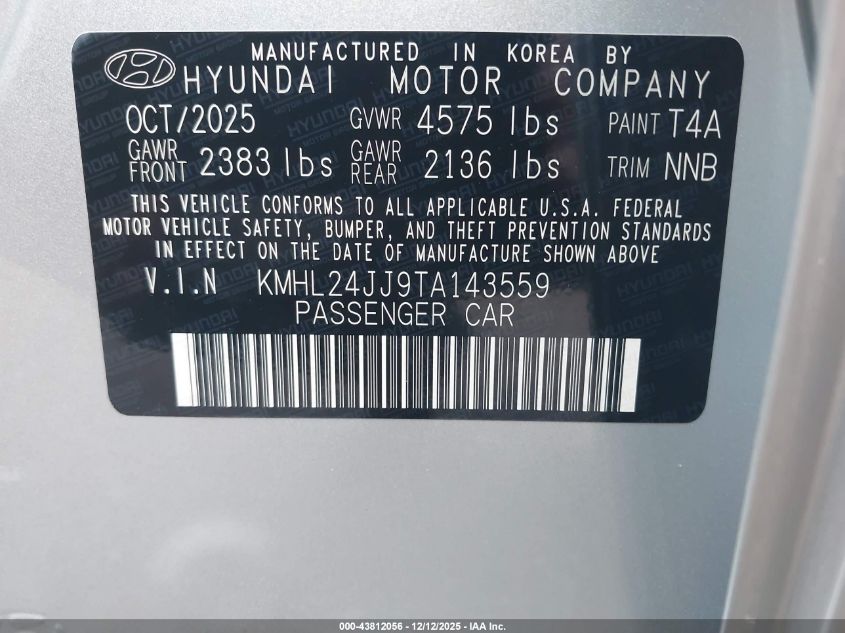 MANUFACTURED IN KOREA BY
HYUNDAI MOTOR COMPANY
OCT/2025 GVWR 4575 lbs PAINT T4A
GAWR FRONT 2383 lbs GAWR REAR 2136 lbs TRIM NNB
THIS VEHICLE CONFORMS TO ALL APPLICABLE U.S.A. FEDERAL
MOTOR VEHICLE SAFETY, BUMPER, AND THEFT PREVENTION STANDARDS
IN EFFECT ON THE DATE OF MANUFACTURE SHOWN ABOVE
V.I.N KMHL24JJ9TA143559
PASSENGER CAR
000-43812056 - 12/12/2025 - IAA Inc.